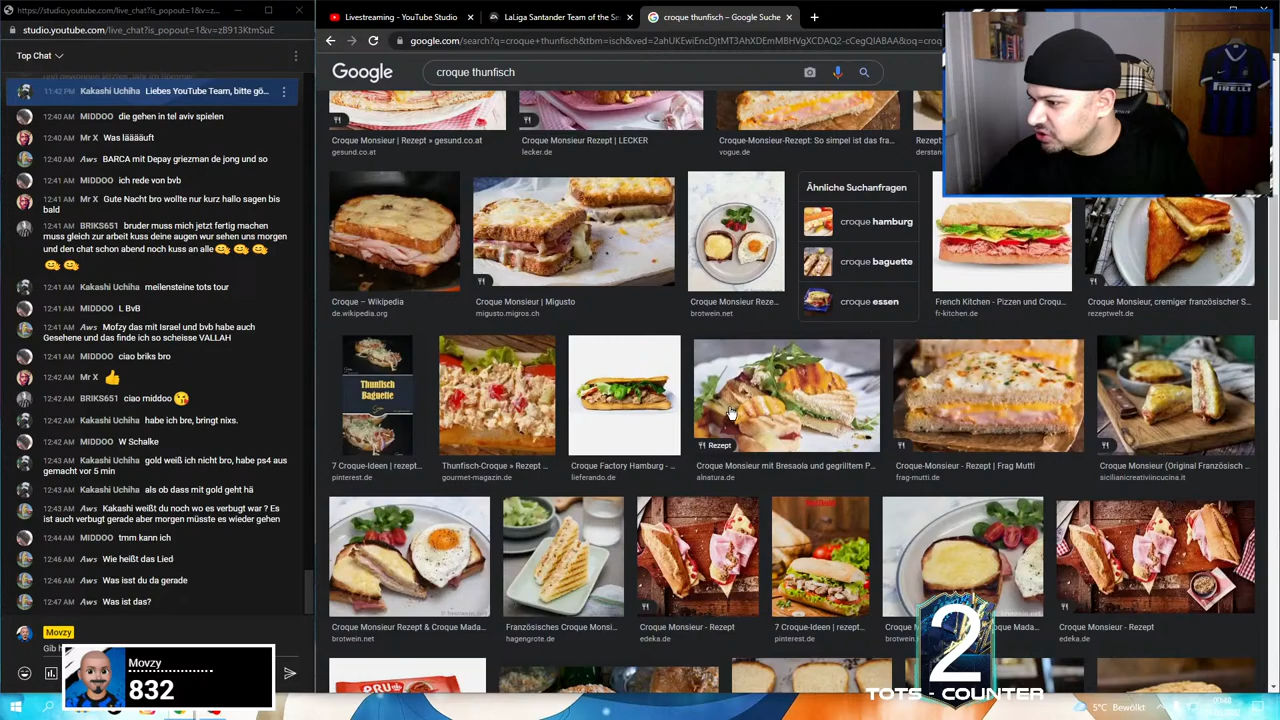 https://studio.youtube.com/live_chat?is_popout=1&v=z...
studio.youtube.com/live_chat?is_popout=1&v=zB913KtmSuE
Top Chat
11:42 PM Kakashi Uchiha Liebes YouTube Team, bitte gö...
12:40 AM MIDDOO die gehen in tel aviv spielen
12:40 AM Mr X Was lääääuft
12:40 AM Aws BARCA mit Depay griezman de jong und so
12:41 AM MIDDOO ich rede von bvb
12:41 AM Mr X Gute Nacht bro wollte nur kurz hallo sagen bis
bald
12:41 AM BRIKS651 bruder muss mich jetzt fertig machen
muss gleich zur arbeit kuss deine augen wir sehen uns morgen
und den chat schon abend noch kuss an alle
12:41 AM Kakashi Uchiha meilensteine tots tour
12:41 AM MIDDOO L BvB
12:41 AM Aws Mofzy das mit Israel und bvb habe auch
Gesehene und das finde ich so scheisse VALLAH
12:41 AM MIDDOO ciao briks bro
12:42 AM Mr X
12:42 AM BRIKS651 ciao middoo
12:42 AM Kakashi Uchiha habe ich bre, bringt nixs.
12:42 AM MIDDOO W Schalke
12:43 AM Kakashi Uchiha gold weiß ich nicht bro, habe ps4 aus
gemacht vor 5 min
12:43 AM Kakashi Uchiha als ob dass mit gold geht hä
12:43 AM Aws Kakashi weißt du noch wo es verbugt war ? Es
ist auch verbugt gerade aber morgen müsste es wieder gehen
12:44 AM MIDDOO tmm kann ich
12:46 AM Aws Wie heißt das Lied
12:46 AM Aws Was isst du da gerade
12:47 AM Aws Was ist das?
Movzy
Movzy
832
Livestreaming - YouTube Studio
LaLiga Santander Team of the Se
croque thunfisch – Google Suche
Google
croque thunfisch
Croque Monsieur | Rezept » gesund.co.at
gesund.co.at
Croque Monsieur Rezept | LECKER
lecker.de
Croque-Monsieur-Rezept: So simpel ist das fra...
vogue.de
Croque – Wikipedia
de.wikipedia.org
Croque Monsieur | Migusto
migusto.migros.ch
Croque Monsieur Reze...
brotwein.net
Ähnliche Suchanfragen
croque hamburg
croque baguette
croque essen
French Kitchen - Pizzen und Croqu...
fr-kitchen.de
Croque Monsieur, cremiger französischer S...
rezeptwelt.de
Thunfisch
Baguette
Rezept
7 Croque-Ideen | rezept...
pinterest.de
Thunfisch-Croque » Rezept ...
gourmet-magazin.de
Croque Factory Hamburg - ...
lieferando.de
Croque Monsieur mit Bresaola und gegrilltem P...
alnatura.de
Croque-Monsieur - Rezept | Frag Mutti
frag-mutti.de
Croque Monsieur (Original Französisch ...
sicilianicreativiincucina.it
Croque Monsieur Rezept & Croque Mada...
brotwein.net
Französisches Croque Monsi...
hagengrote.de
Croque Monsieur - Rezept
edeka.de
7 Croque-Ideen | rezept...
pinterest.de
Croque Monsieur - Rezept
edeka.de
2
TOTS - COUNTER
5°C Bewölkt